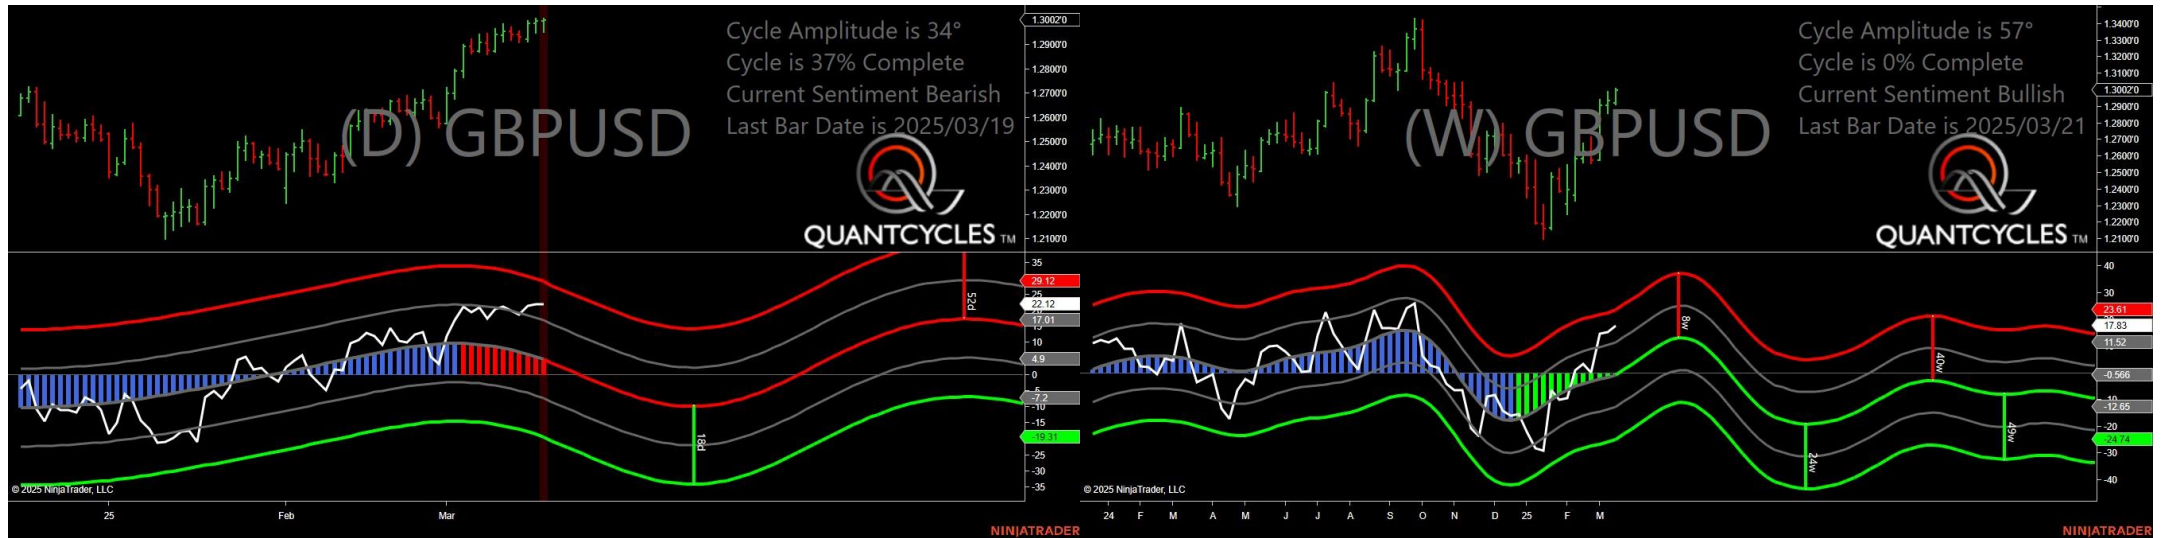 Cycle Amplitude is 34°
Cycle is 37% Complete
Current Sentiment Bearish
Last Bar Date is 2025/03/19
(D) GBPUSD
QUANTCYCLES TM
1.3002'0
1.2900'0
1.2800'0
1.2700'0
1.2600'0
1.2500'0
1.2400'0
1.2300'0
1.2200'0
1.2100'0
35
29.12
25
22.12
17.01
10
4.9
0
-7.2
-10
-15
-19.31
-25
-30
-35
52d
18d
© 2025 NinjaTrader, LLC
25
Feb
Mar
NINJATRADER
Cycle Amplitude is 57°
Cycle is 0% Complete
Current Sentiment Bullish
Last Bar Date is 2025/03/21
(W) GBPUSD
QUANTCYCLES TM
1.3400'0
1.3300'0
1.3200'0
1.3100'0
1.3002'0
1.2900'0
1.2800'0
1.2700'0
1.2600'0
1.2500'0
1.2400'0
1.2300'0
1.2200'0
1.2100'0
40
30
23.61
17.83
11.52
-0.566
-12.65
-20
-24.74
-30
-40
8w
40w
24w
49w
© 2025 NinjaTrader, LLC
24 F M A M J J A S O N D 25 F M
NINJATRADER